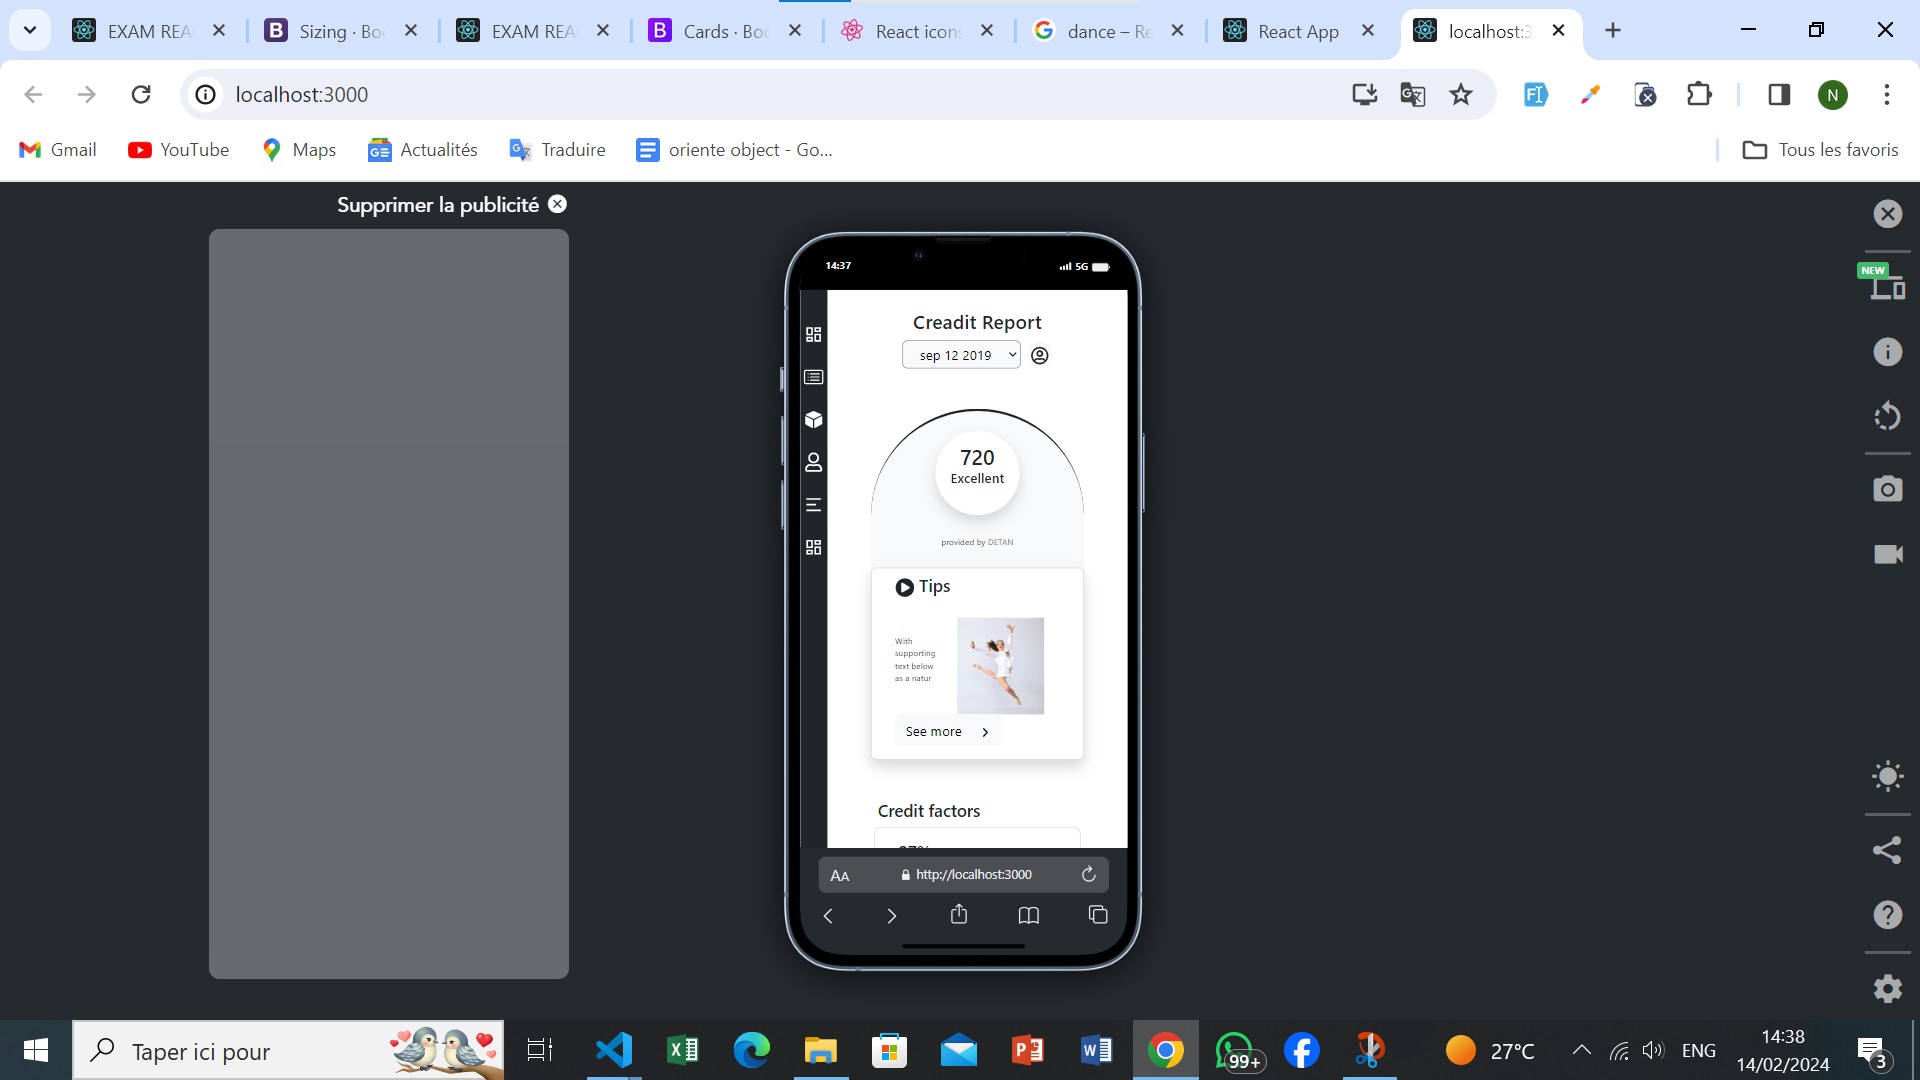 EXAM REA
Sizing · Boo
EXAM REA
Cards · Boo
React icons
dance – Re
React App
localhost:3
localhost:3000
N
Gmail
YouTube
Maps
Actualités
Traduire
oriente object - Go...
Tous les favoris
Supprimer la publicité
NEW
14:37
5G
Creadit Report
sep 12 2019
720
Excellent
provided by DETAN
Tips
With
supporting
text below
as a natur
See more
Credit factors
AA
http://localhost:3000
Taper ici pour
99+
27°C
ENG
14:38
14/02/2024
3